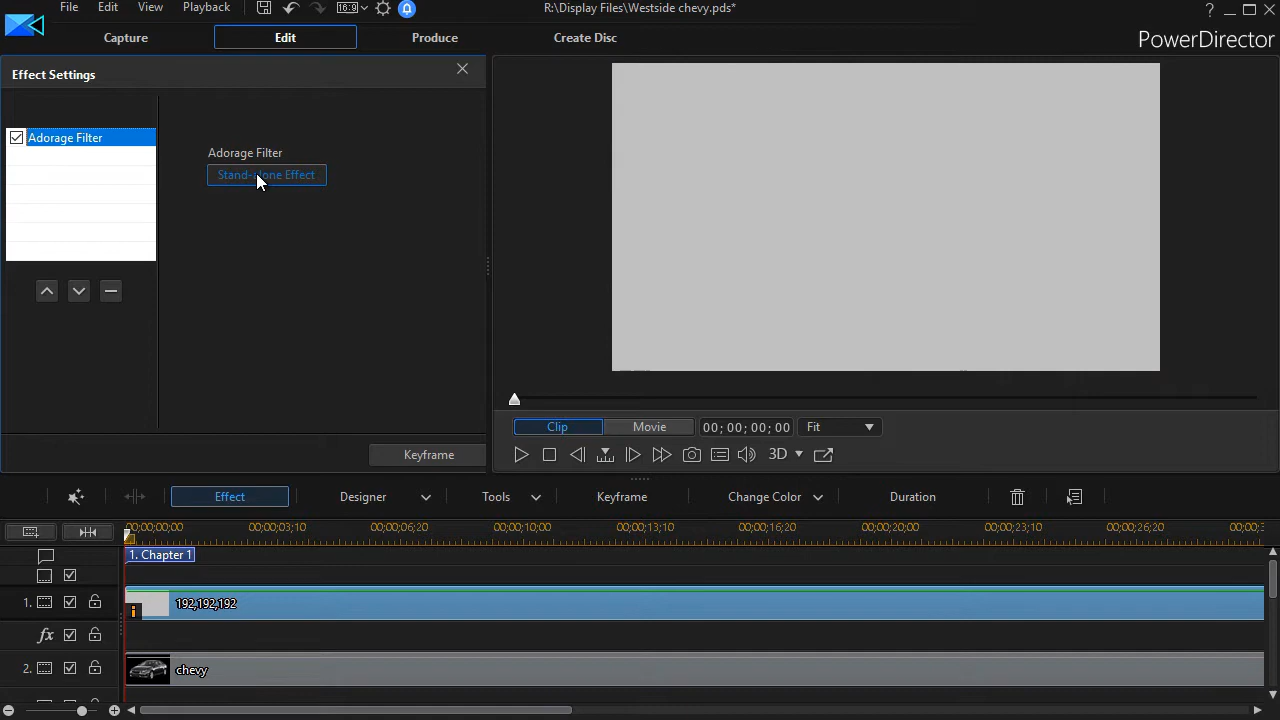 File Edit View Playback 16:9 R:\Display Files\Westside chevy.pds* ?
Capture Edit Produce Create Disc PowerDirector
Effect Settings
Adorage Filter
Adorage Filter
Stand-alone Effect
Keyframe
Clip Movie 00; 00; 00; 00 Fit
3D
Effect Designer Tools Keyframe Change Color Duration
00;00;00;00 00;00;03;10 00;00;06;20 00;00;10;00 00;00;13;10 00;00;16;20 00;00;20;00 00;00;23;10 00;00;26;20
1. Chapter 1
1. 192,192,192
fx
2. chevy